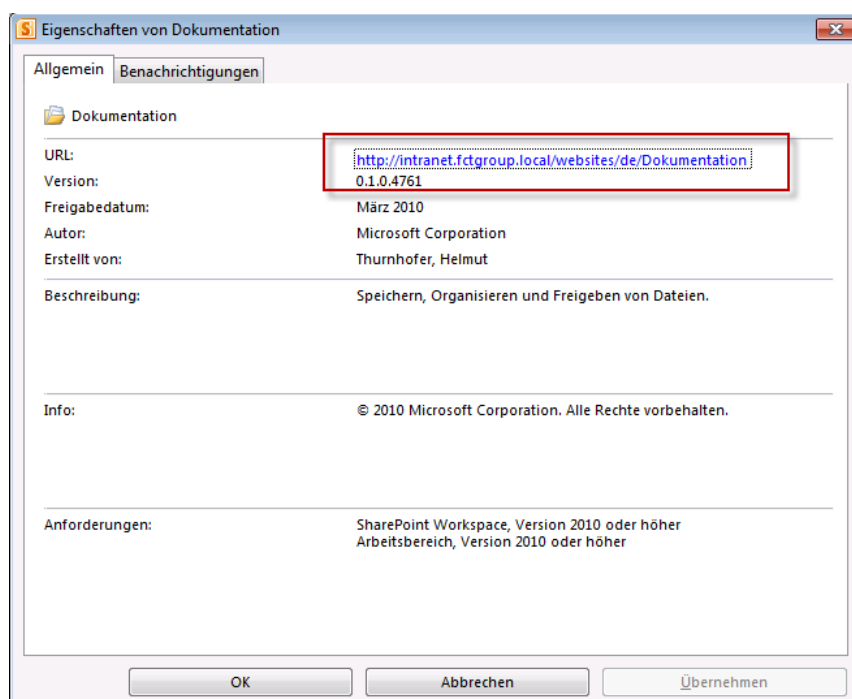 Eigenschaften von Dokumentation
Allgemein
Benachrichtigungen
Dokumentation
URL: http://intranet.fctgroup.local/websites/de/Dokumentation
Version: 0.1.0.4761
Freigabedatum: März 2010
Autor: Microsoft Corporation
Erstellt von: Thurnhofer, Helmut
Beschreibung: Speichern, Organisieren und Freigeben von Dateien.
Info: © 2010 Microsoft Corporation. Alle Rechte vorbehalten.
Anforderungen: SharePoint Workspace, Version 2010 oder höher
Arbeitsbereich, Version 2010 oder höher
OK
Abbrechen
Übernehmen